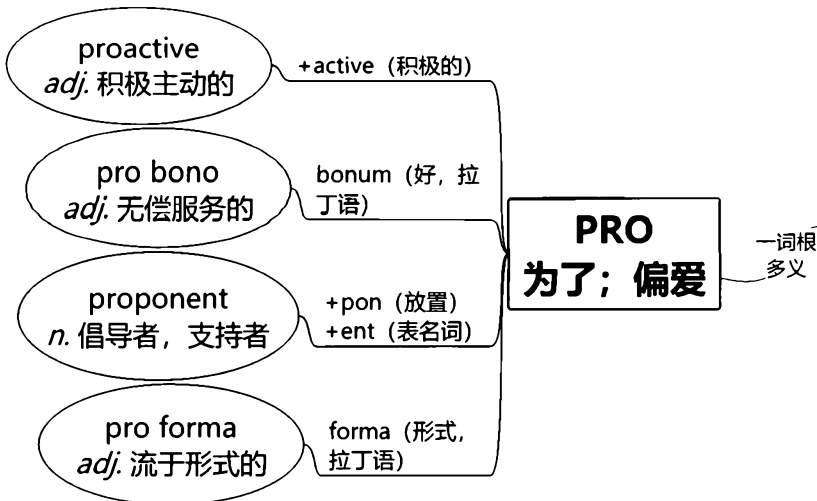 proactive
adj. 积极主动的
+active（积极的）
pro bono
adj. 无偿服务的
bonum（好，拉
丁语）
PRO
为了；偏爱
一词根
多义
proponent
n. 倡导者，支持者
+pon（放置）
+ent（表名词）
pro forma
adj. 流于形式的
forma（形式，
拉丁语）